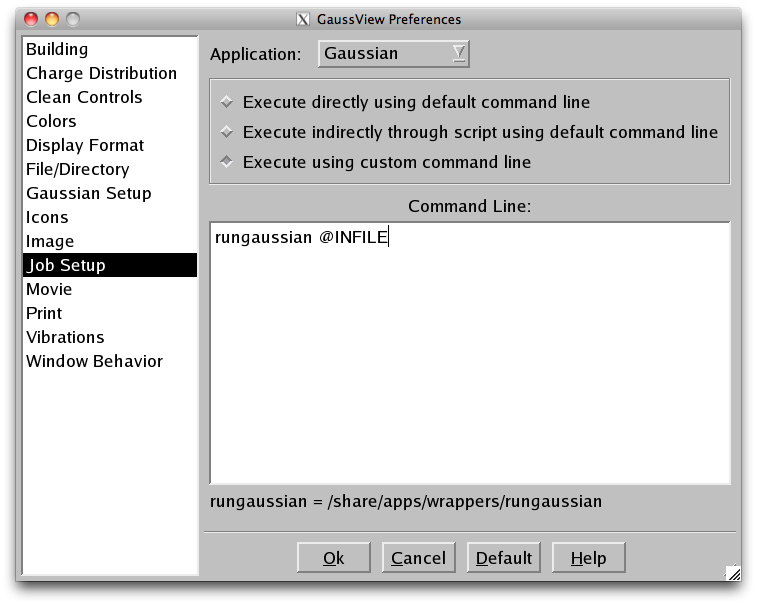 GaussView Preferences
Building
Charge Distribution
Clean Controls
Colors
Display Format
File/Directory
Gaussian Setup
Icons
Image
Job Setup
Movie
Print
Vibrations
Window Behavior
Application: Gaussian
Execute directly using default command line
Execute indirectly through script using default command line
Execute using custom command line
Command Line:
rungaussian @INFILE
rungaussian = /share/apps/wrappers/rungaussian
Ok Cancel Default Help